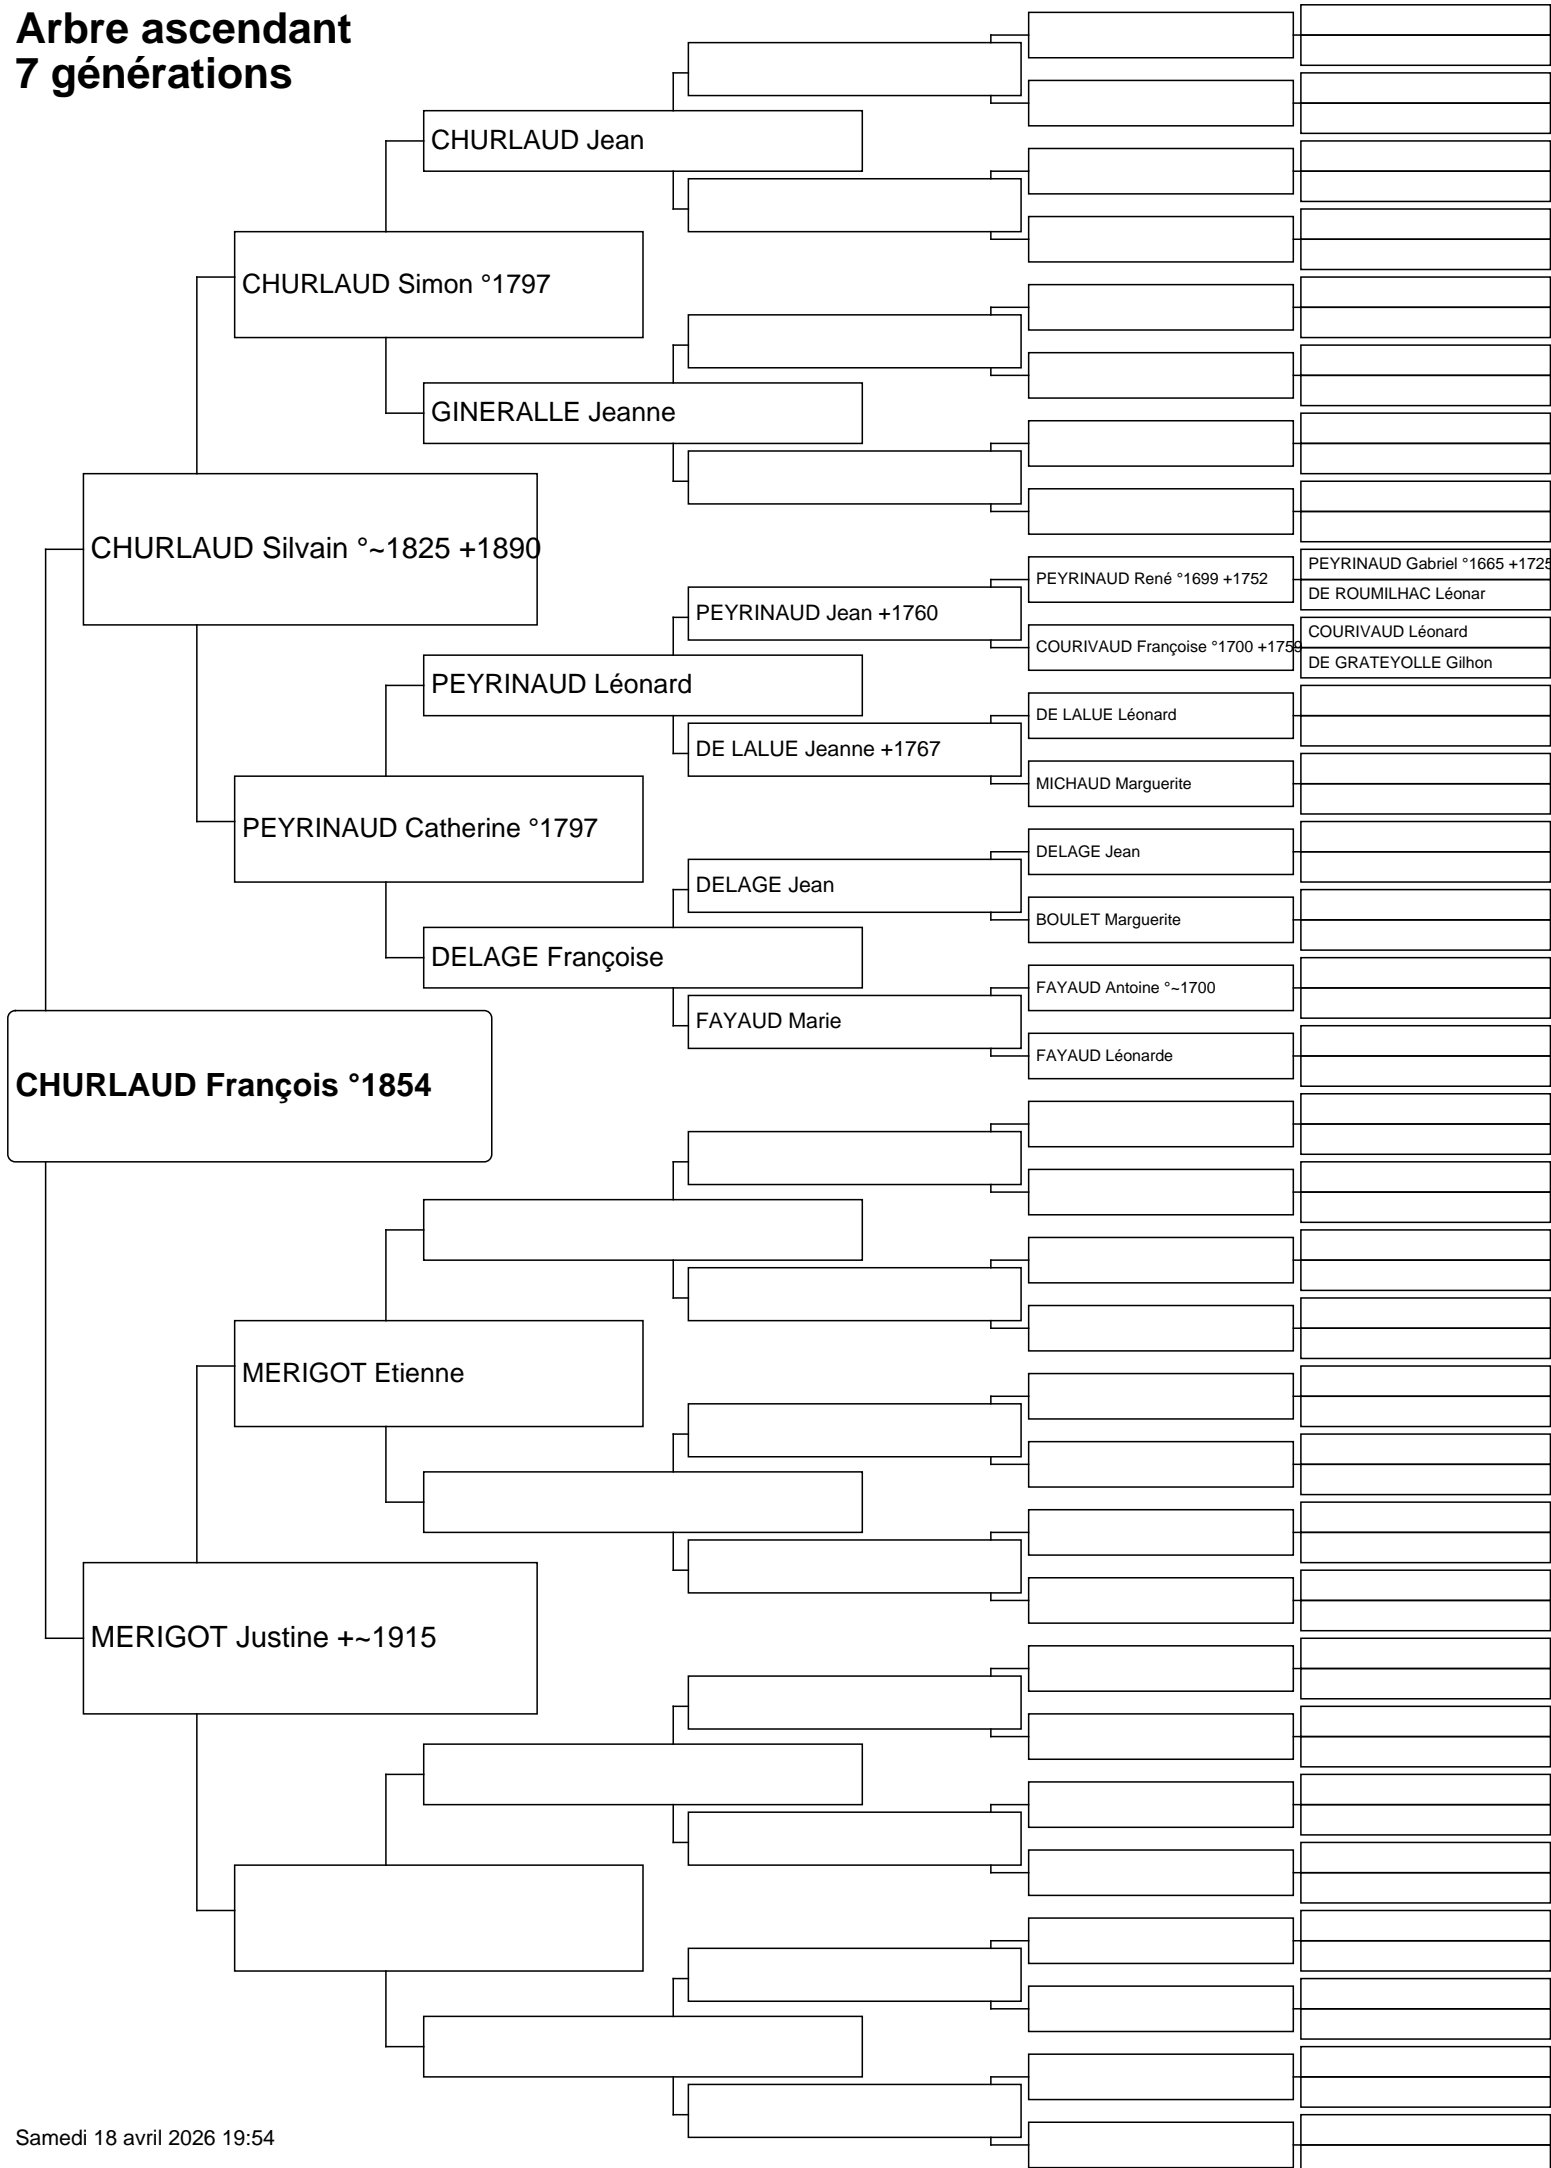 Arbre ascendant
7 générations
CHURLAUD Jean
CHURLAUD Simon °1797
GINERALLE Jeanne
CHURLAUD Silvain °~1825 +1890
PEYRINAUD René °1699 +1752
PEYRINAUD Gabriel °1665 +1725
DE ROUMILHAC Léonar
PEYRINAUD Jean +1760
COURIVAUD Françoise °1700 +1759
COURIVAUD Léonard
DE GRATEYOLLE Gilhon
PEYRINAUD Léonard
DE LALUE Léonard
DE LALUE Jeanne +1767
MICHAUD Marguerite
PEYRINAUD Catherine °1797
DELAGE Jean
DELAGE Jean
BOULET Marguerite
DELAGE Françoise
FAYAUD Antoine °~1700
FAYAUD Marie
FAYAUD Léonarde
CHURLAUD François °1854
MERIGOT Etienne
MERIGOT Justine +~1915
Samedi 18 avril 2026 19:54